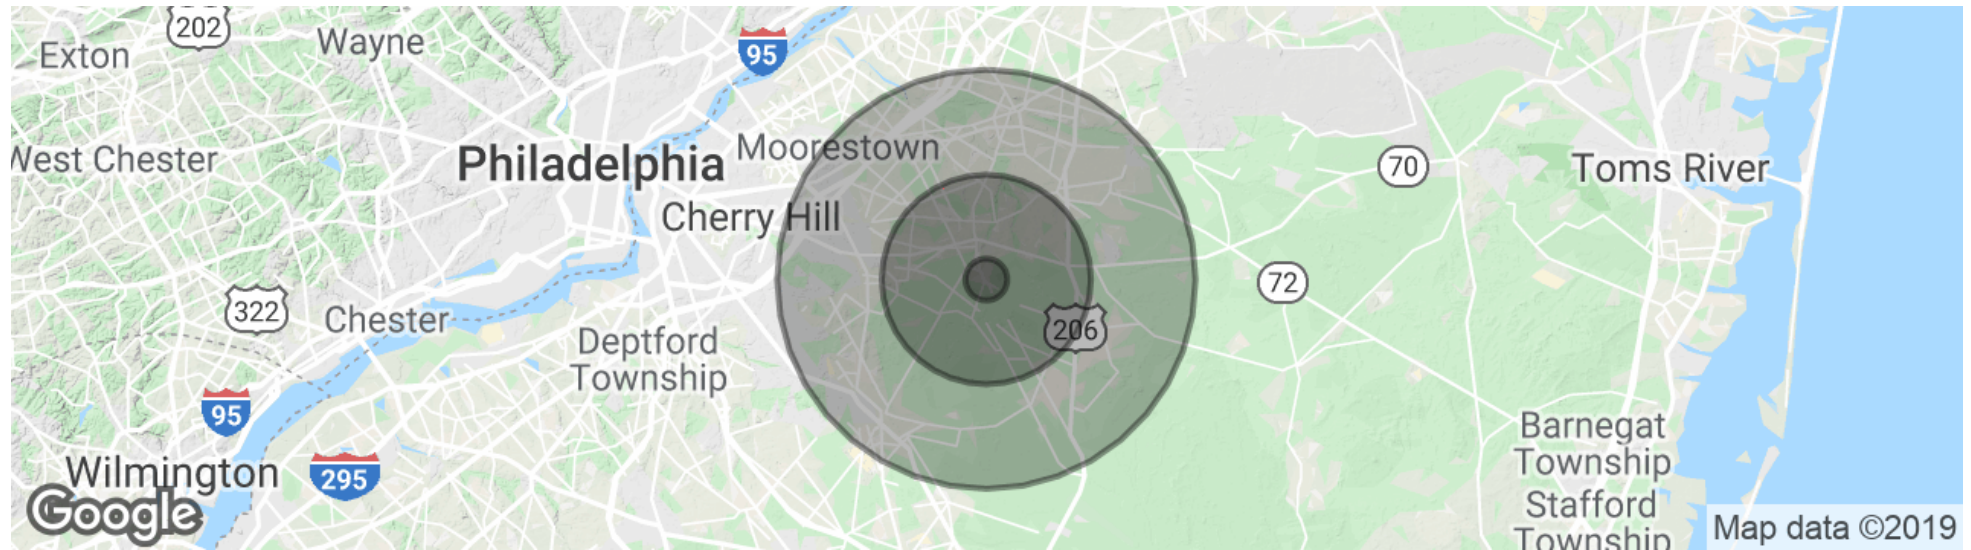 202
Exton
Wayne
95
West Chester
Philadelphia
Moorestown
70
Toms River
Cherry Hill
322
Chester
72
206
Deptford
Township
95
Barnegat
Township
Wilmington
295
Stafford
Township
Google
Map data ©2019